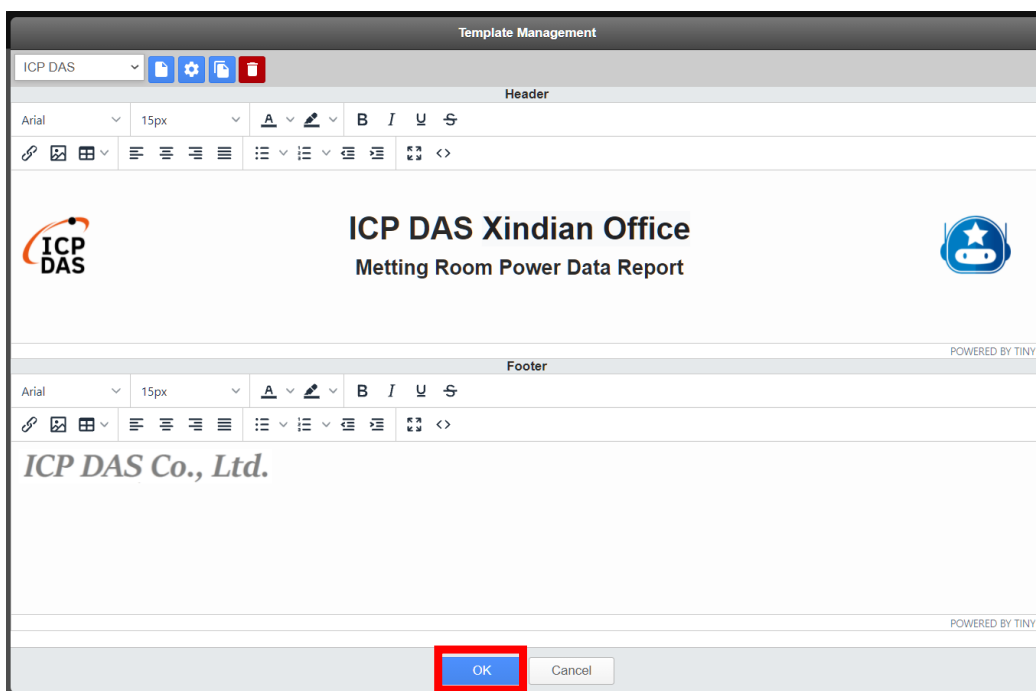 Template Management
ICP DAS
Header
Arial 15px A B I U S
ICP DAS Xindian Office
ICP
DAS
Metting Room Power Data Report
POWERED BY TINY
Footer
Arial 15px A B I U S
ICP DAS Co., Ltd.
POWERED BY TINY
OK Cancel